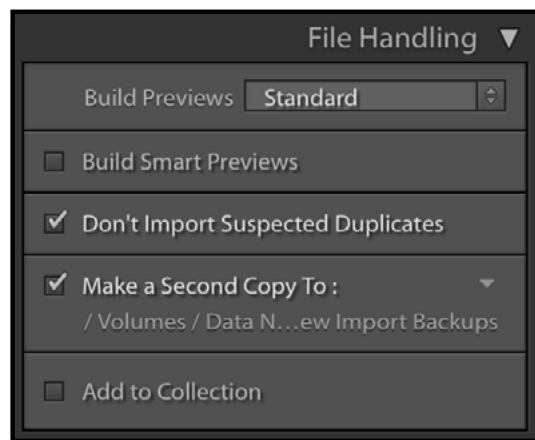 File Handling ▼
Build Previews Standard
Build Smart Previews
Don't Import Suspected Duplicates
Make a Second Copy To :
/ Volumes / Data N...ew Import Backups
Add to Collection